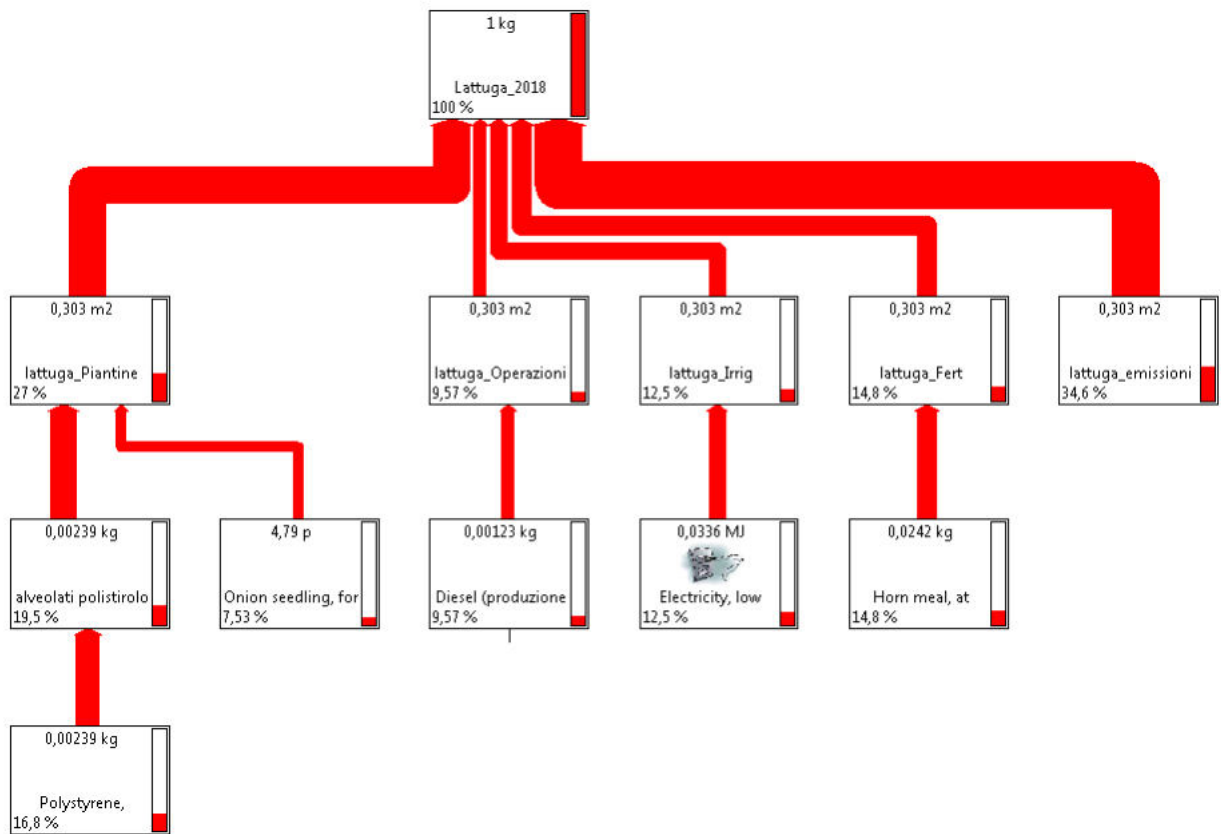 1 kg
Lattuga_2018
100 %
0,303 m2
lattuga_Piantine
27 %
0,303 m2
lattuga_Operazioni
9,57 %
0,303 m2
lattuga_Irrig
12,5 %
0,303 m2
lattuga_Fert
14,8 %
0,303 m2
lattuga_emissioni
34,6 %
0,00239 kg
alveolati polistirolo
19,5 %
4,79 p
Onion seedling, for
7,53 %
0,00123 kg
Diesel (produzione
9,57 %
0,0336 MJ
Electricity, low
12,5 %
0,0242 kg
Horn meal, at
14,8 %
0,00239 kg
Polystyrene,
16,8 %